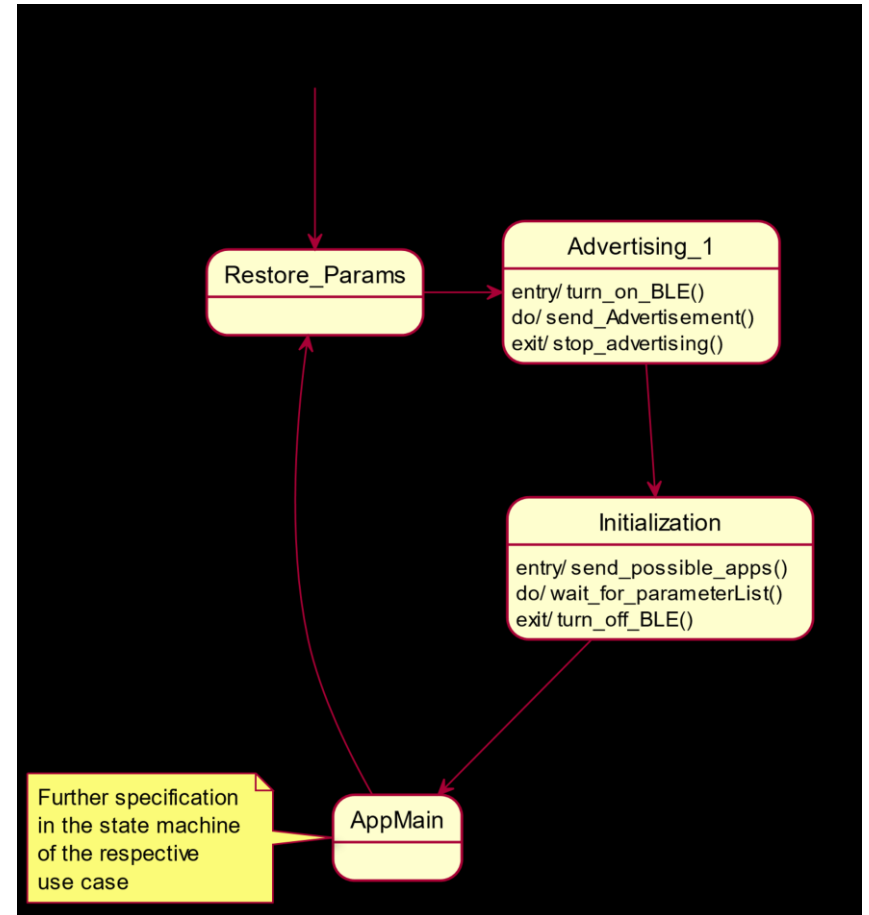 Restore_Params
Advertising_1
entry/ turn_on_BLE()
do/ send_Advertisement()
exit/ stop_advertising()
Initialization
entry/ send_possible_apps()
do/ wait_for_parameterList()
exit/ turn_off_BLE()
Further specification
in the state machine
of the respective
use case
AppMain